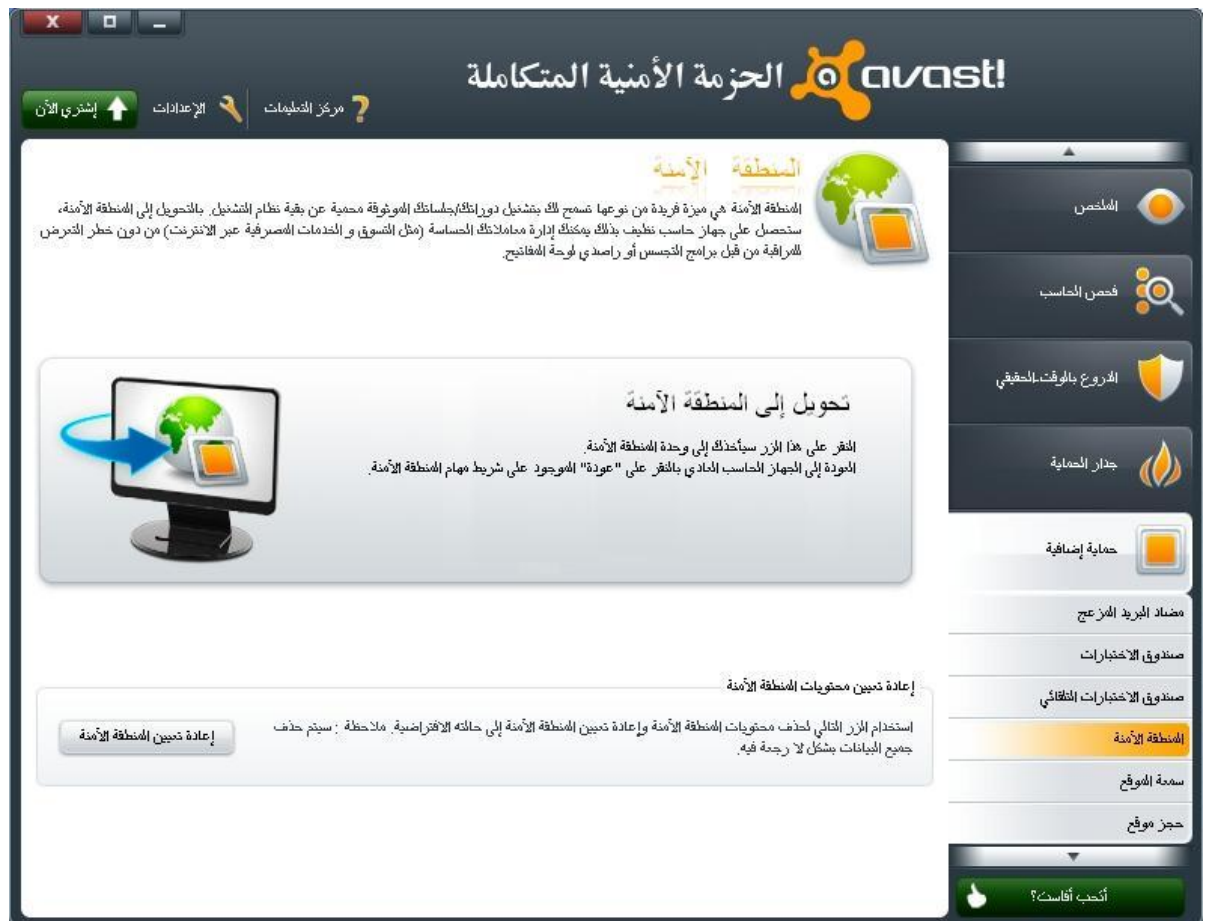 avast! الحزمة الأمنية المتكاملة
مركز التعليمات
الإعدادات
إشتري الآن
الملخص
فحص الحاسب
الدروع بالوقت الحقيقي
جدار الحماية
حماية إضافية
مضاد البريد المزعج
صندوق الاختبارات
صندوق الاختبارات التلقائي
المنطقة الآمنة
سمعة الموقع
حجز موقع
أتحب أفاست؟
المنطقة الآمنة
المنطقة الآمنة هي ميزة فريدة من نوعها تسمح لك بتشغيل دوراتك/جلساتك الموثوقة محمية عن بقية نظام التشغيل. بالتحويل إلى المنطقة الآمنة،
ستحصل على جهاز حاسب نظيف بذلك يمكنك إدارة معاملاتك الحساسة (مثل التسوق و الخدمات المصرفية عبر الانترنت) من دون خطر التعرض
للمراقبة من قبل برامج التجسس أو راصدي لوحة المفاتيح.
تحويل إلى المنطقة الآمنة
النقر على هذا الزر سيأخذك إلى وحدة المنطقة الآمنة.
العودة إلى الجهاز الحاسب العادي بالنقر على "عودة" الموجود على شريط مهام المنطقة الآمنة.
إعادة تعيين محتويات المنطقة الآمنة
استخدام الزر التالي لحذف محتويات المنطقة الآمنة وإعادة تعيين المنطقة الآمنة إلى حالته الافتراضية. ملاحظة : سيتم حذف
جميع البيانات بشكل لا رجعة فيه.
إعادة تعيين المنطقة الآمنة